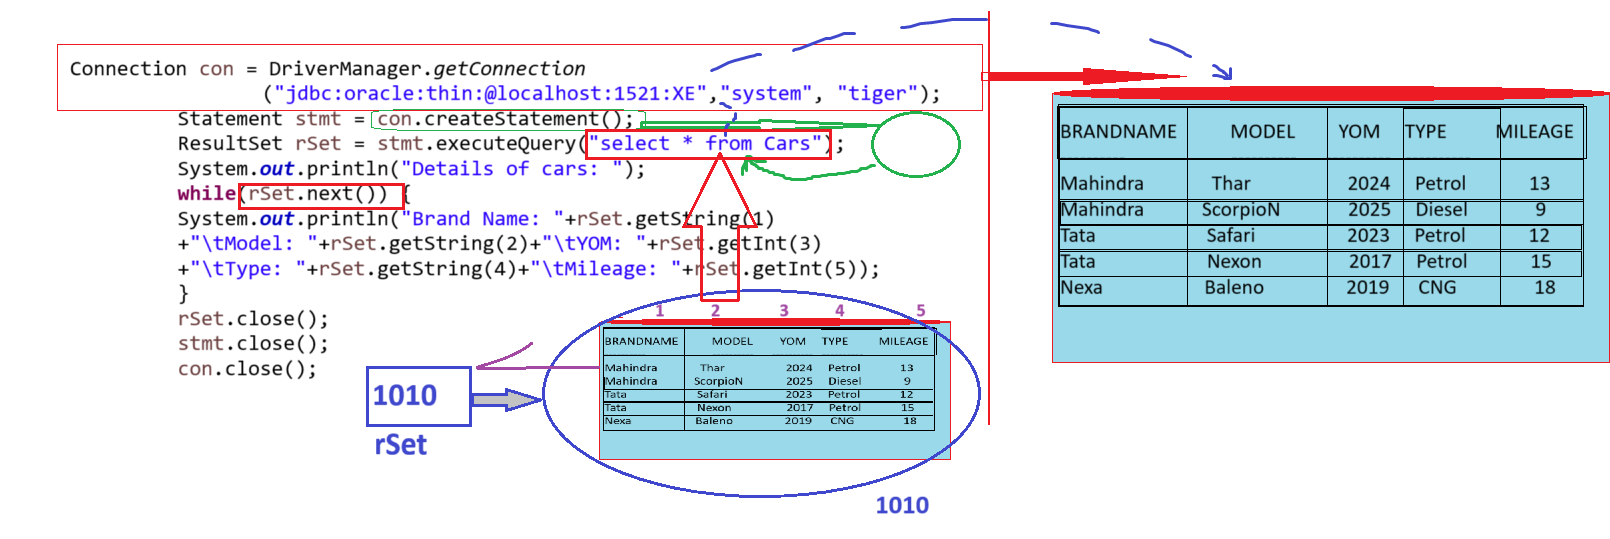 Connection con = DriverManager.getConnection
("jdbc:oracle:thin:@localhost:1521:XE","system", "tiger");
Statement stmt = con.createStatement();
ResultSet rSet = stmt.executeQuery("select * from Cars");
System.out.println("Details of cars: ");
while(rSet.next()) {
System.out.println("Brand Name: "+rSet.getString(1)
+"\tModel: "+rSet.getString(2)+"\tYOM: "+rSet.getInt(3)
+"\tType: "+rSet.getString(4)+"\tMileage: "+rSet.getInt(5));
}
rSet.close();
stmt.close();
con.close();
1010
rSet
1 2 3 4 5
BRANDNAME MODEL YOM TYPE MILEAGE
Mahindra Thar 2024 Petrol 13
Mahindra ScorpioN 2025 Diesel 9
Tata Safari 2023 Petrol 12
Tata Nexon 2017 Petrol 15
Nexa Baleno 2019 CNG 18
1010
BRANDNAME MODEL YOM TYPE MILEAGE
Mahindra Thar 2024 Petrol 13
Mahindra ScorpioN 2025 Diesel 9
Tata Safari 2023 Petrol 12
Tata Nexon 2017 Petrol 15
Nexa Baleno 2019 CNG 18